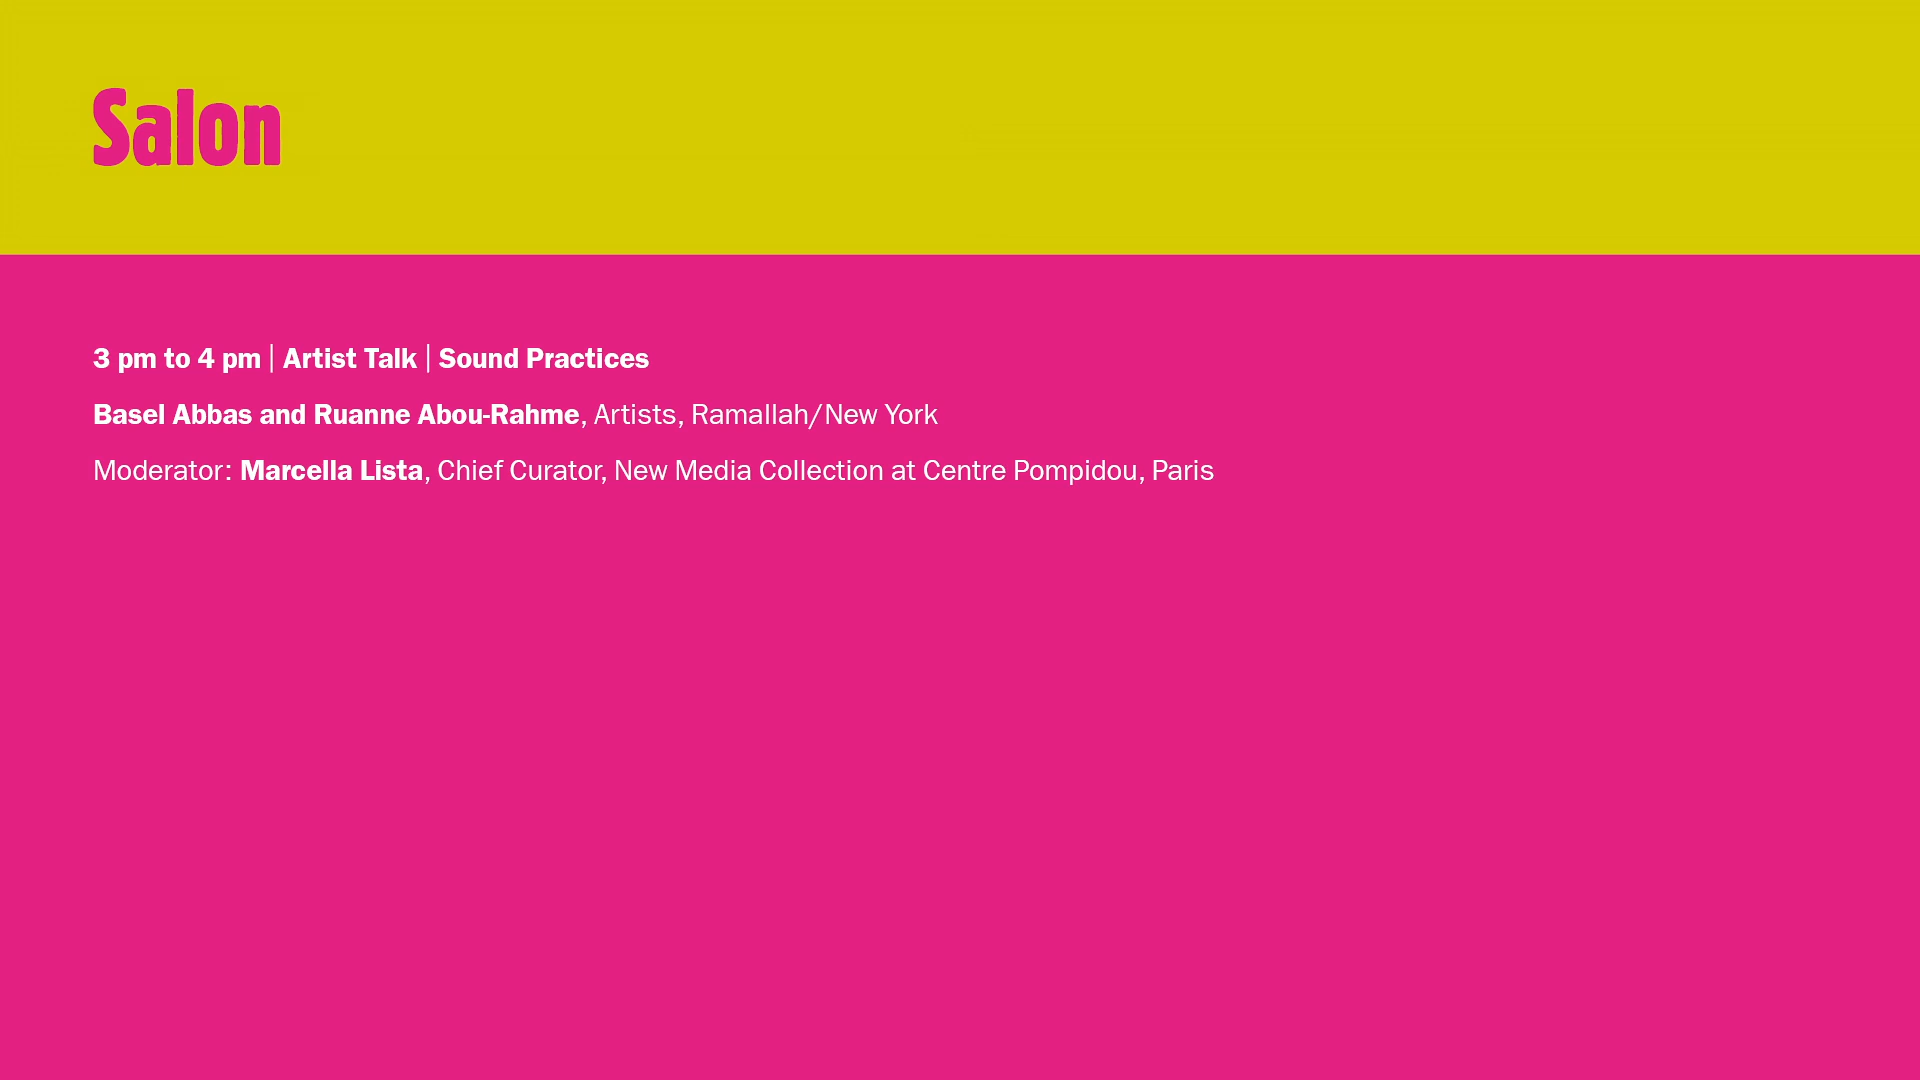 Salon
3 pm to 4 pm | Artist Talk | Sound Practices
Basel Abbas and Ruanne Abou-Rahme, Artists, Ramallah/New York
Moderator: Marcella Lista, Chief Curator, New Media Collection at Centre Pompidou, Paris